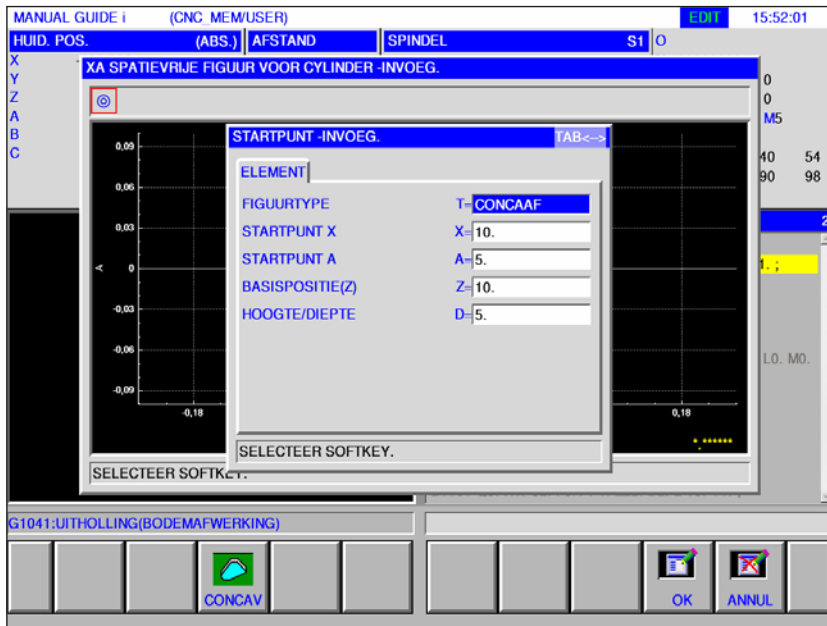 MANUAL GUIDE i (CNC_MEM/USER) EDIT 15:52:01
HUID. POS. (ABS.) AFSTAND SPINDEL S1 O
X
Y
Z
A
B
C
0
0
M5
40 54
90 98
2
1. ;
L0. M0.
XA SPATIEVRIJE FIGUUR VOOR CYLINDER -INVOEG.
0,09
0,06
0,03
A 0
-0,03
-0,06
-0,09
-0,18 0,18
*.******
STARTPUNT -INVOEG. TAB<-->
ELEMENT
FIGUURTYPE T= CONCAAF
STARTPUNT X X= 10.
STARTPUNT A A= 5.
BASISPOSITIE(Z) Z= 10.
HOOGTE/DIEPTE D= 5.
SELECTEER SOFTKEY.
SELECTEER SOFTKEY.
G1041:UITHOLLING(BODEMAFWERKING)
CONCAV OK ANNUL